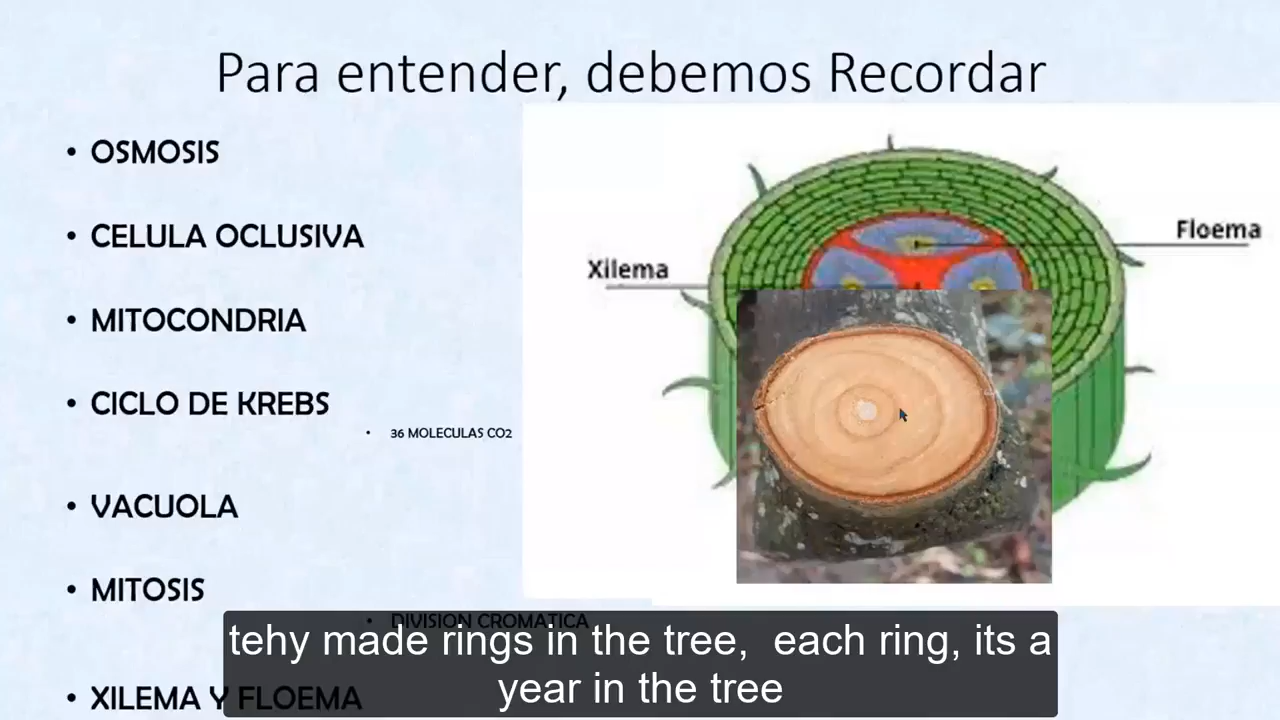 Para entender, debemos Recordar
• OSMOSIS
• CELULA OCLUSIVA
• MITOCONDRIA
• CICLO DE KREBS
• 36 MOLECULAS CO2
• VACUOLA
• MITOSIS
• DIVISION CROMATICA
• XILEMA Y FLOEMA
Floema
Xilema
tehy made rings in the tree,  each ring, its a
year in the tree